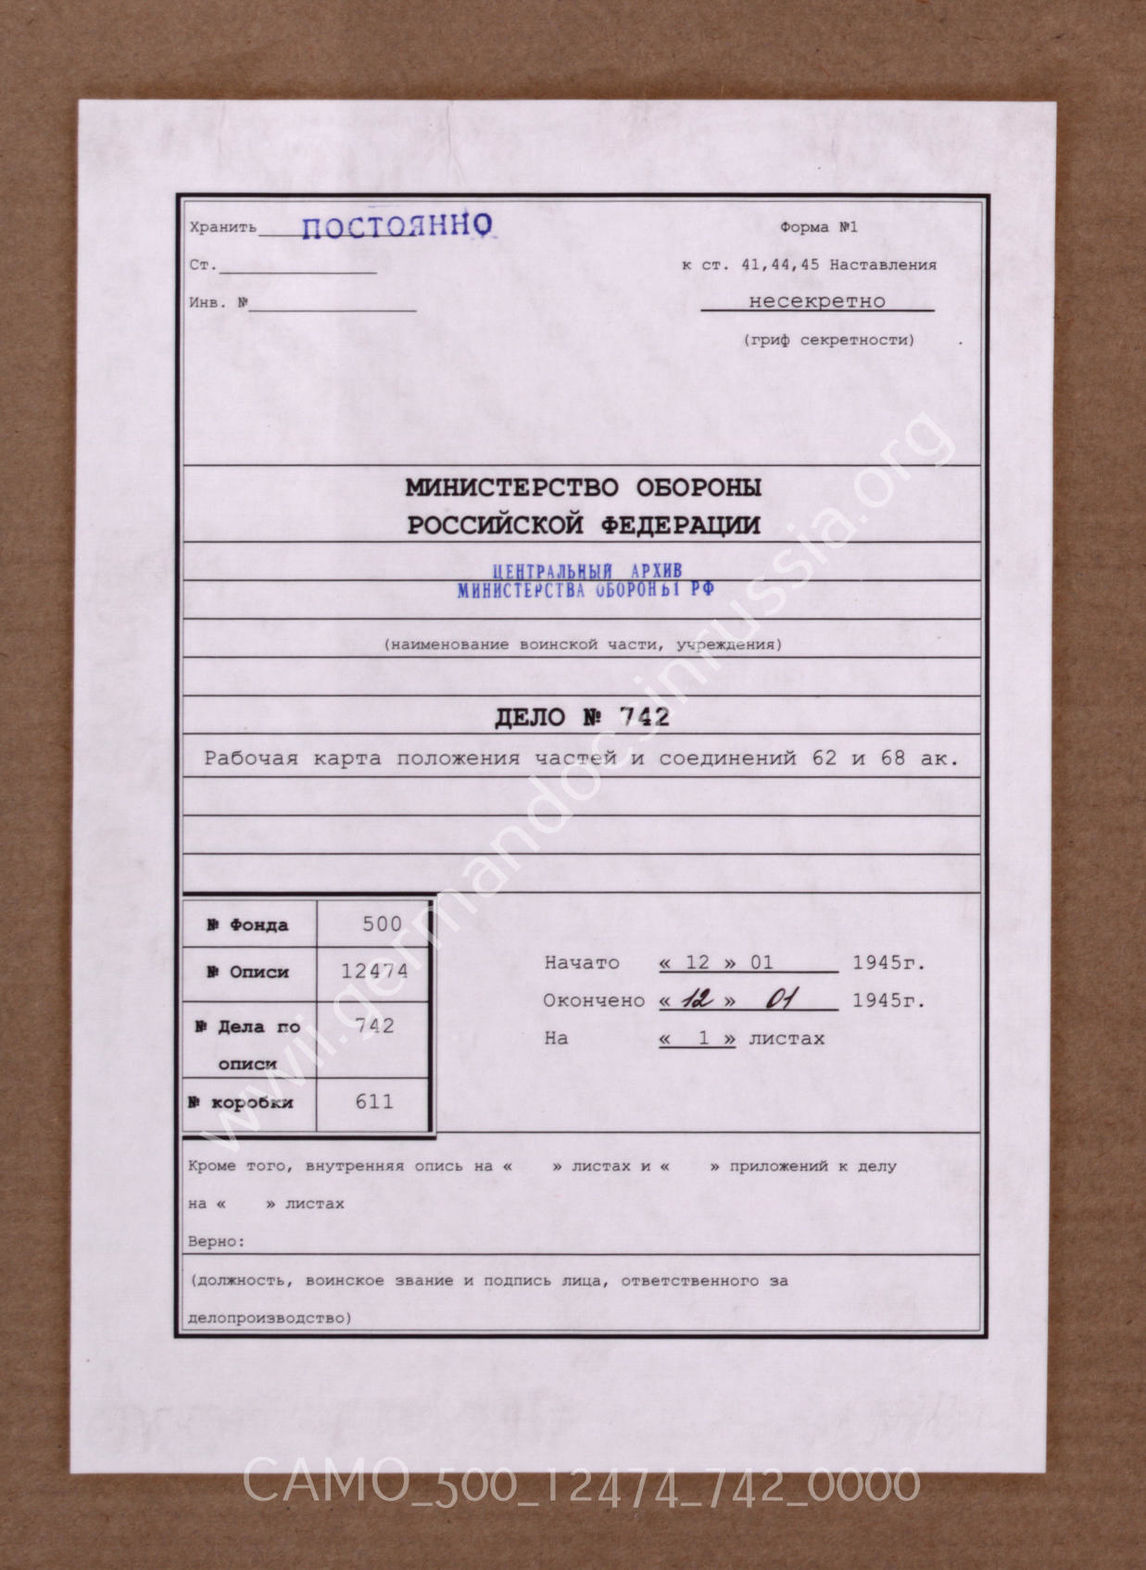 Хранить ПОСТОЯННО
Форма №1
Ст.
к ст. 41,44,45 Наставления
Инв. №
несекретно
(гриф секретности)
МИНИСТЕРСТВО ОБОРОНЫ
РОССИЙСКОЙ ФЕДЕРАЦИИ
ЦЕНТРАЛЬНЫЙ АРХИВ
МИНИСТЕРСТВА ОБОРОНЫ РФ
(наименование воинской части, учреждения)
ДЕЛО № 742
Рабочая карта положения частей и соединений 62 и 68 ак.
№ Фонда 500
№ Описи 12474
№ Дела по описи 742
№ коробки 611
Начато « 12 » 01 1945г.
Окончено « 12 » 01 1945г.
На « 1 » листах
Кроме того, внутренняя опись на « » листах и « » приложений к делу
на « » листах
Верно:
(должность, воинское звание и подпись лица, ответственного за
делопроизводство)
wwii.germandocsinrussia.org
CAMO_500_12474_742_0000